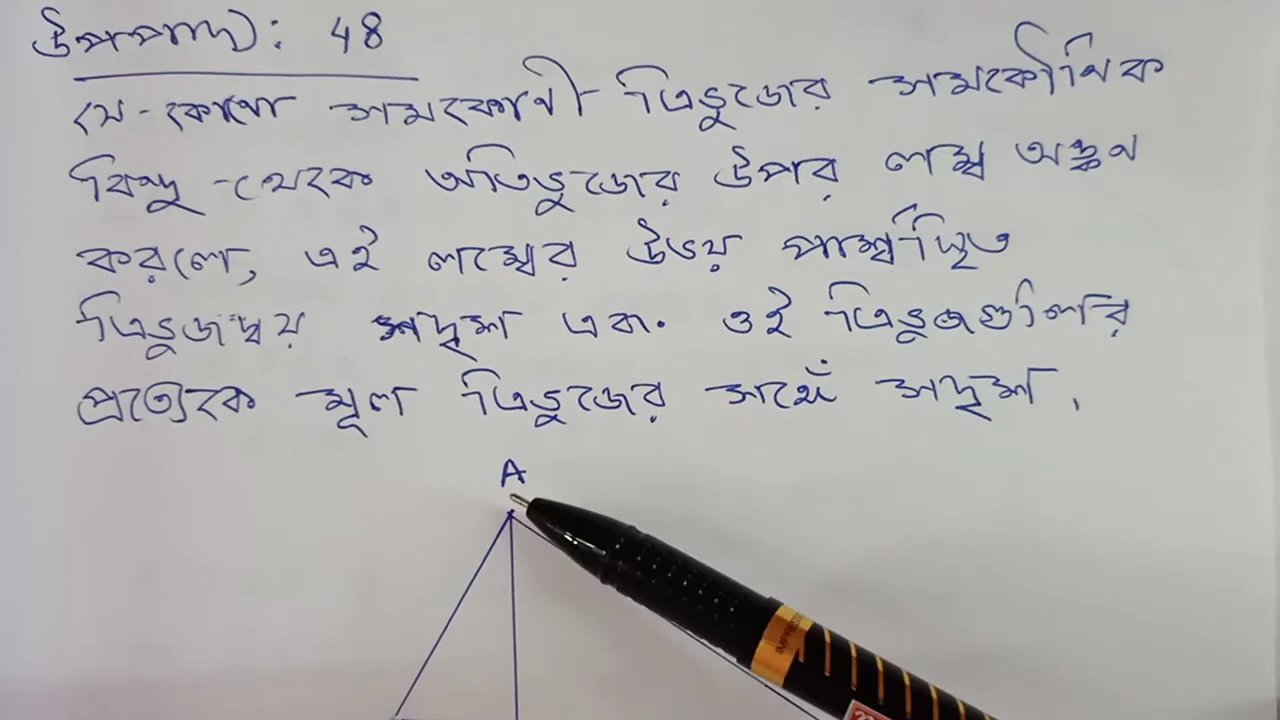 উপপাদ্য: 48
যে-কোনো সমকোণী ত্রিভুজের সমকৌণিক
বিন্দু থেকে অতিভুজের উপর লম্ব অঙ্কন
করলে, এই লম্বের উভয় পার্শ্বস্থিত
ত্রিভুজদ্বয় সদৃশ এবং ওই ত্রিভুজগুলির
প্রত্যেকে মূল ত্রিভুজের সাথে সদৃশ.
A